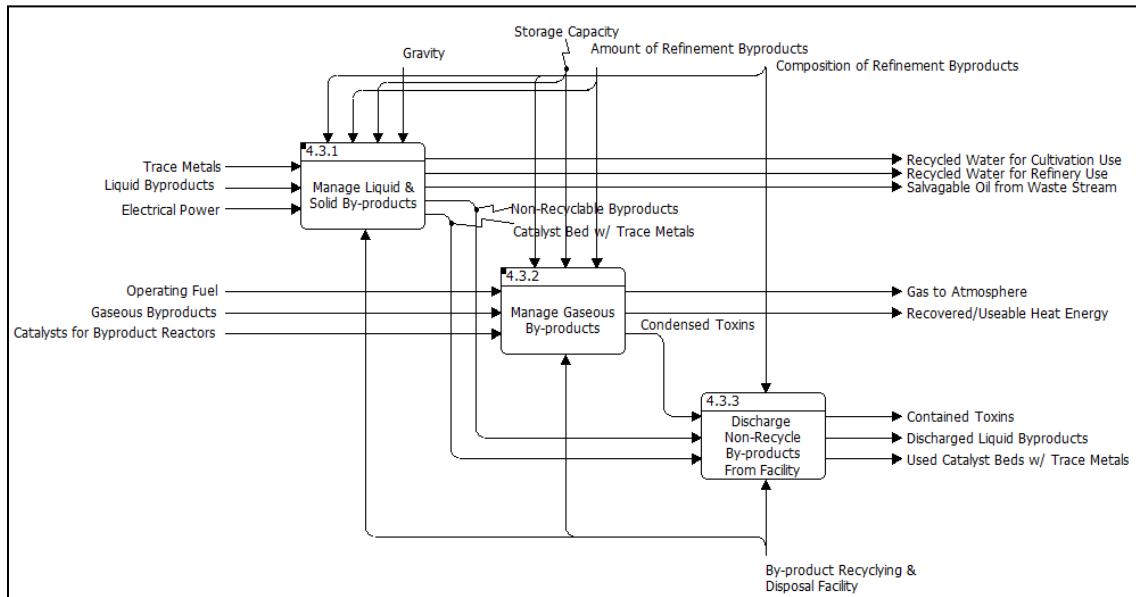 Storage Capacity
Gravity
Amount of Refinement Byproducts
Composition of Refinement Byproducts
4.3.1
Manage Liquid &
Solid By-products
Trace Metals
Liquid Byproducts
Electrical Power
Recycled Water for Cultivation Use
Recycled Water for Refinery Use
Salvagable Oil from Waste Stream
Non-Recyclable Byproducts
Catalyst Bed w/ Trace Metals
4.3.2
Manage Gaseous
By-products
Operating Fuel
Gaseous Byproducts
Catalysts for Byproduct Reactors
Gas to Atmosphere
Recovered/Useable Heat Energy
Condensed Toxins
4.3.3
Discharge
Non-Recycle
By-products
From Facility
Contained Toxins
Discharged Liquid Byproducts
Used Catalyst Beds w/ Trace Metals
By-product Recyclying &
Disposal Facility